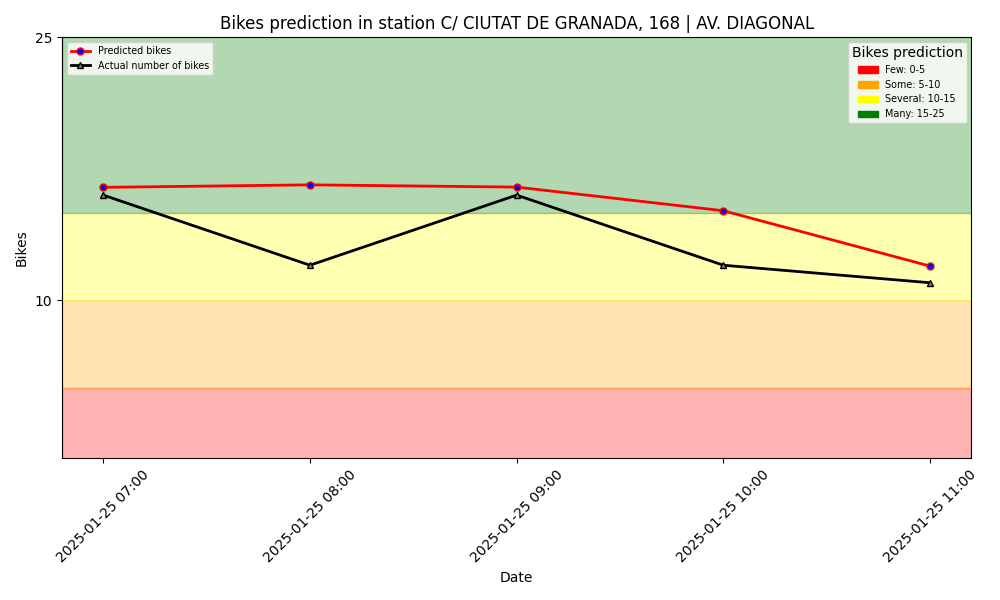 Bikes prediction in station C/ CIUTAT DE GRANADA, 168 | AV. DIAGONAL
25
10
Bikes
Predicted bikes
Actual number of bikes
Bikes prediction
Few: 0-5
Some: 5-10
Several: 10-15
Many: 15-25
2025-01-25 07:00
2025-01-25 08:00
2025-01-25 09:00
2025-01-25 10:00
2025-01-25 11:00
Date